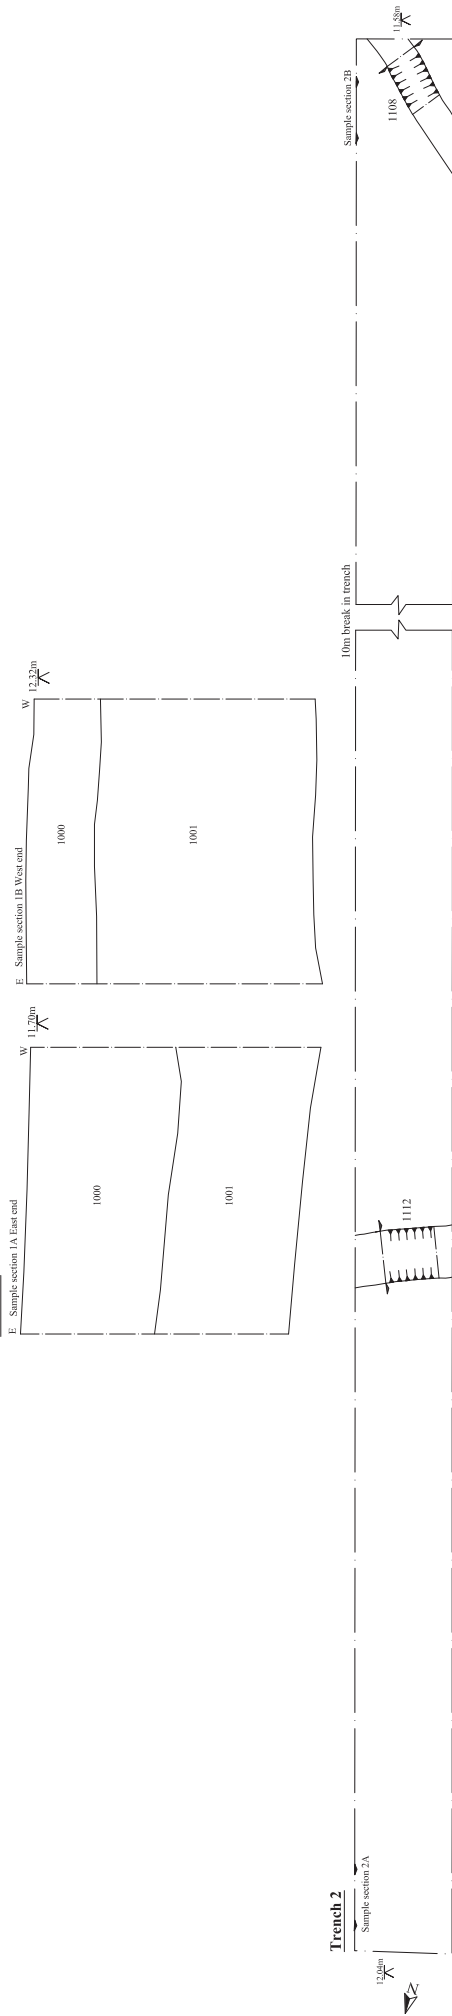 E Sample section 1A East end
W
11.70m
1000
1001
E Sample section 1B West end
W
12.32m
1000
1001
Trench 2
Sample section 2A
12.04m
N
1112
10m break in trench
Sample section 2B
1108
11.58m